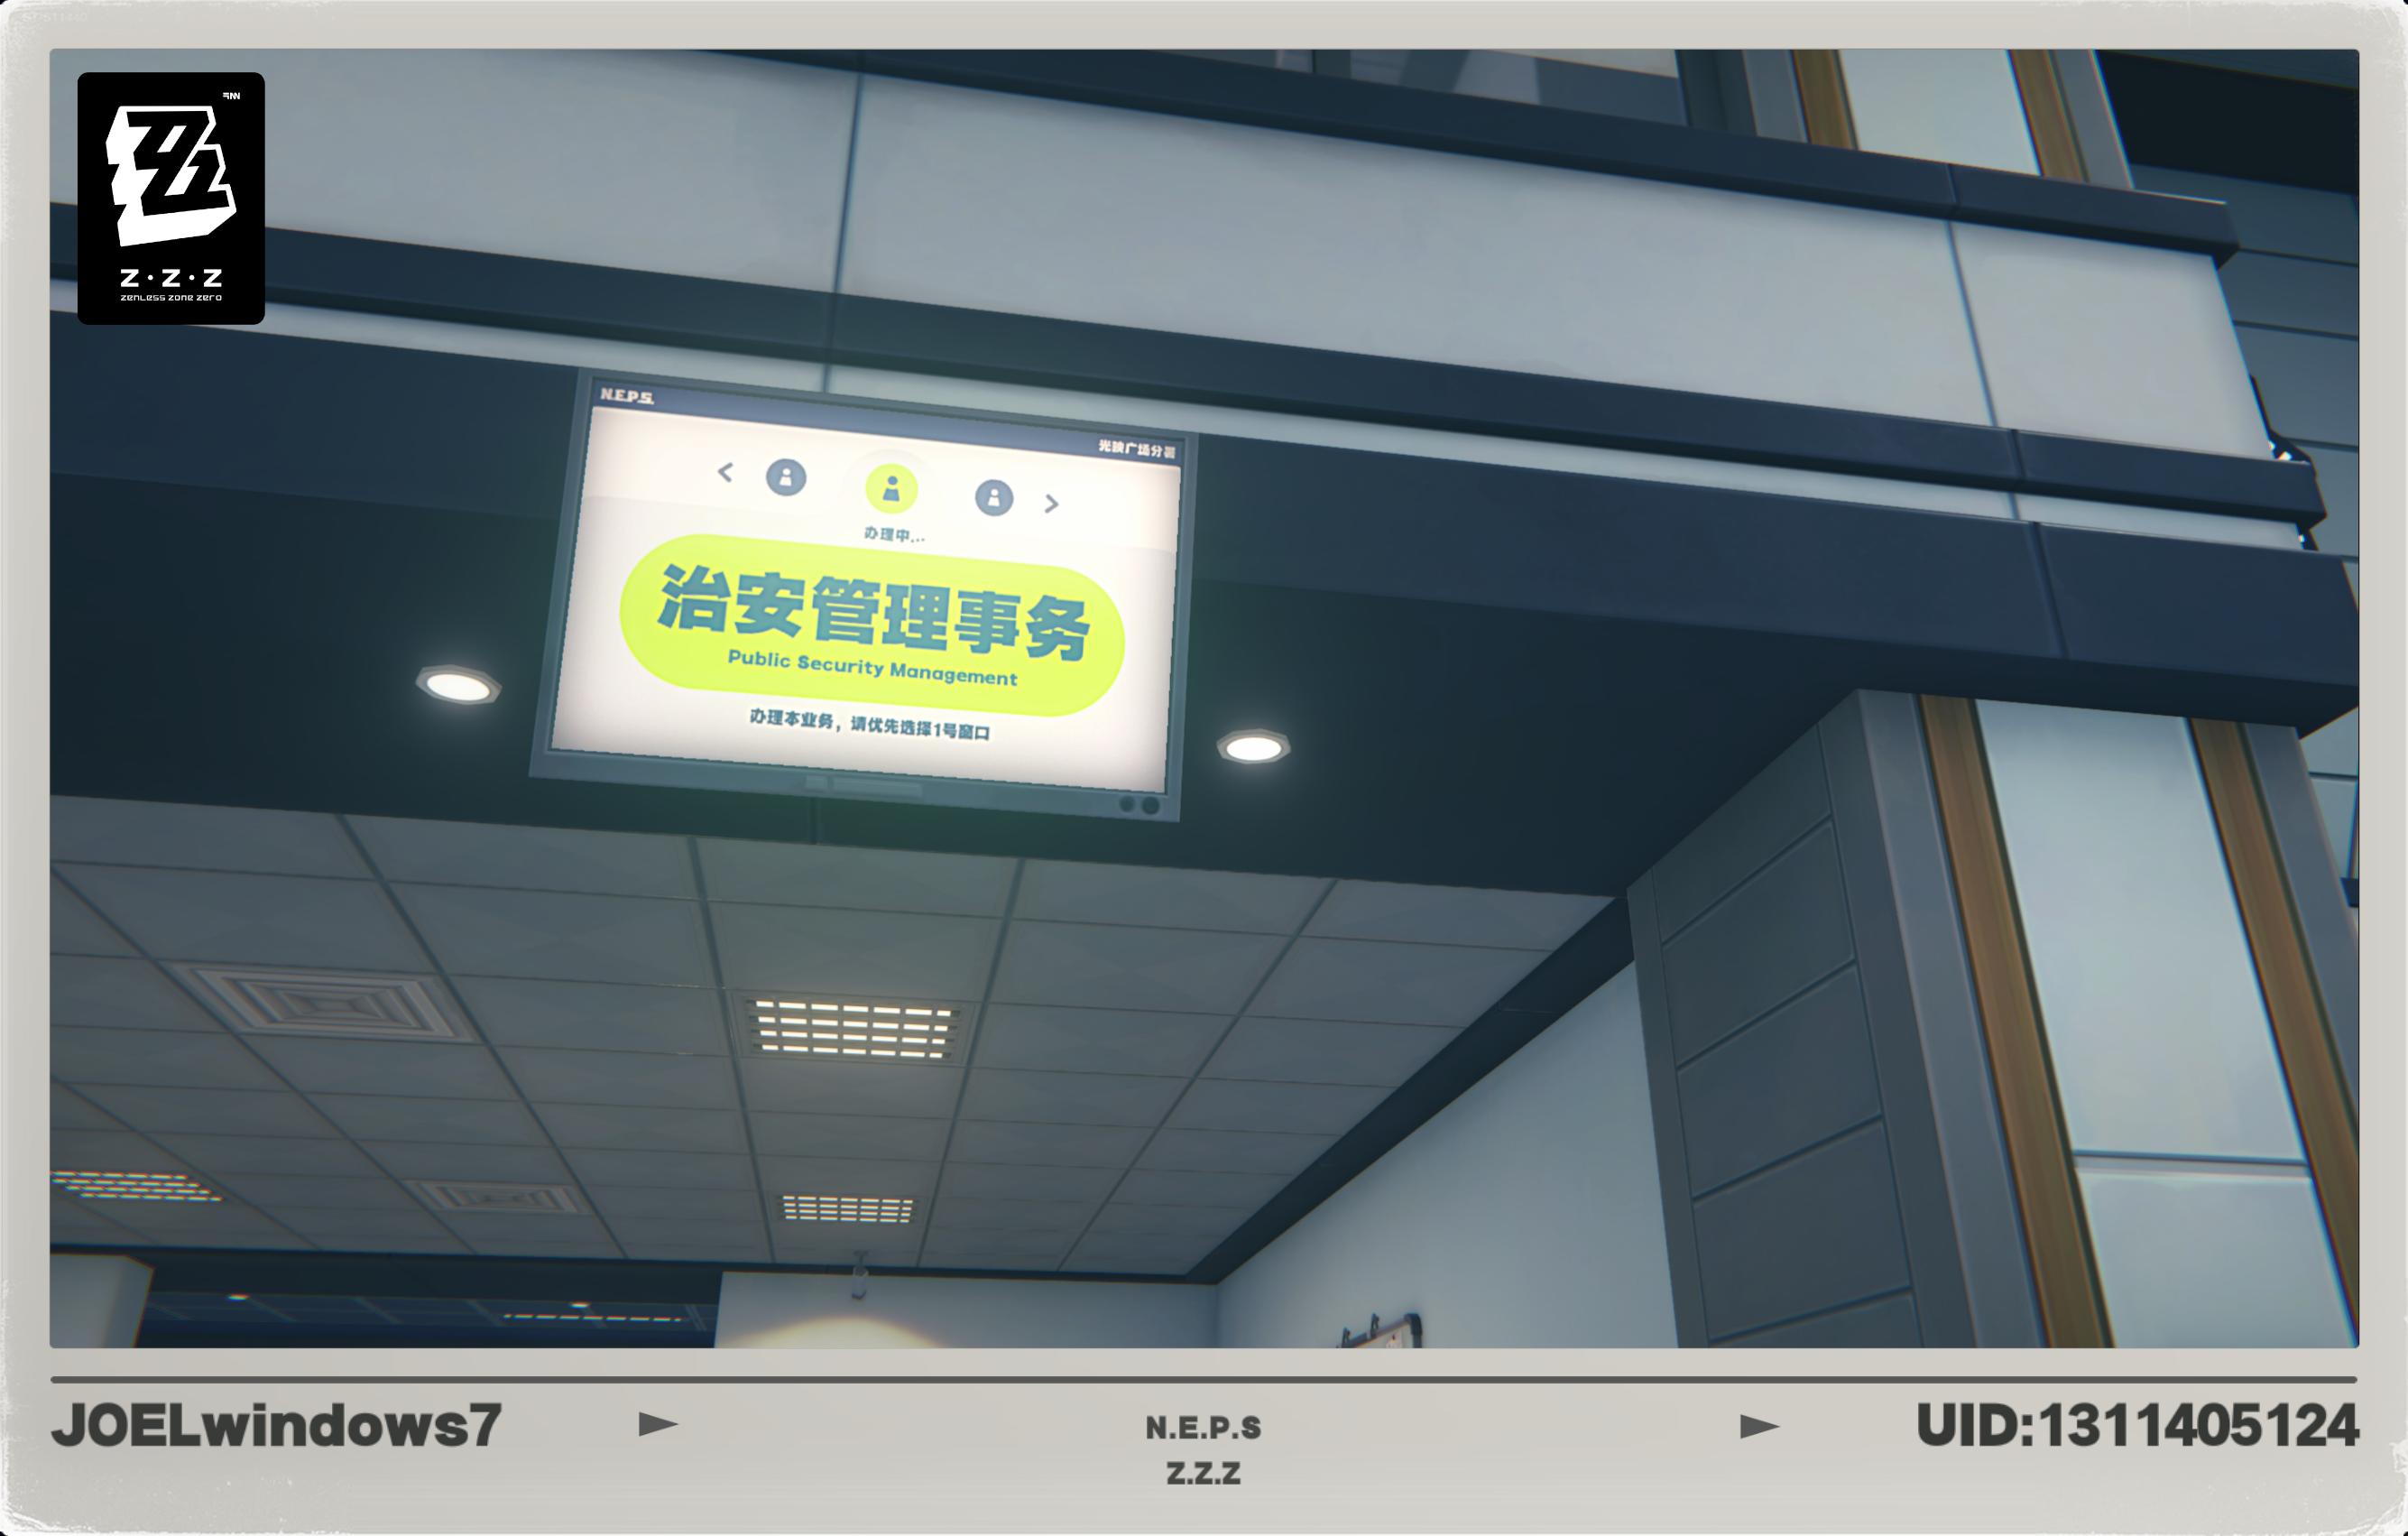 Z·Z·Z
ZENLESS ZONE ZERO
N.E.P.S.
光映广场分署
办理中...
治安管理事务
Public Security Management
办理本业务，请优先选择1号窗口
JOELwindows7
N.E.P.S
Z.Z.Z
UID:1311405124